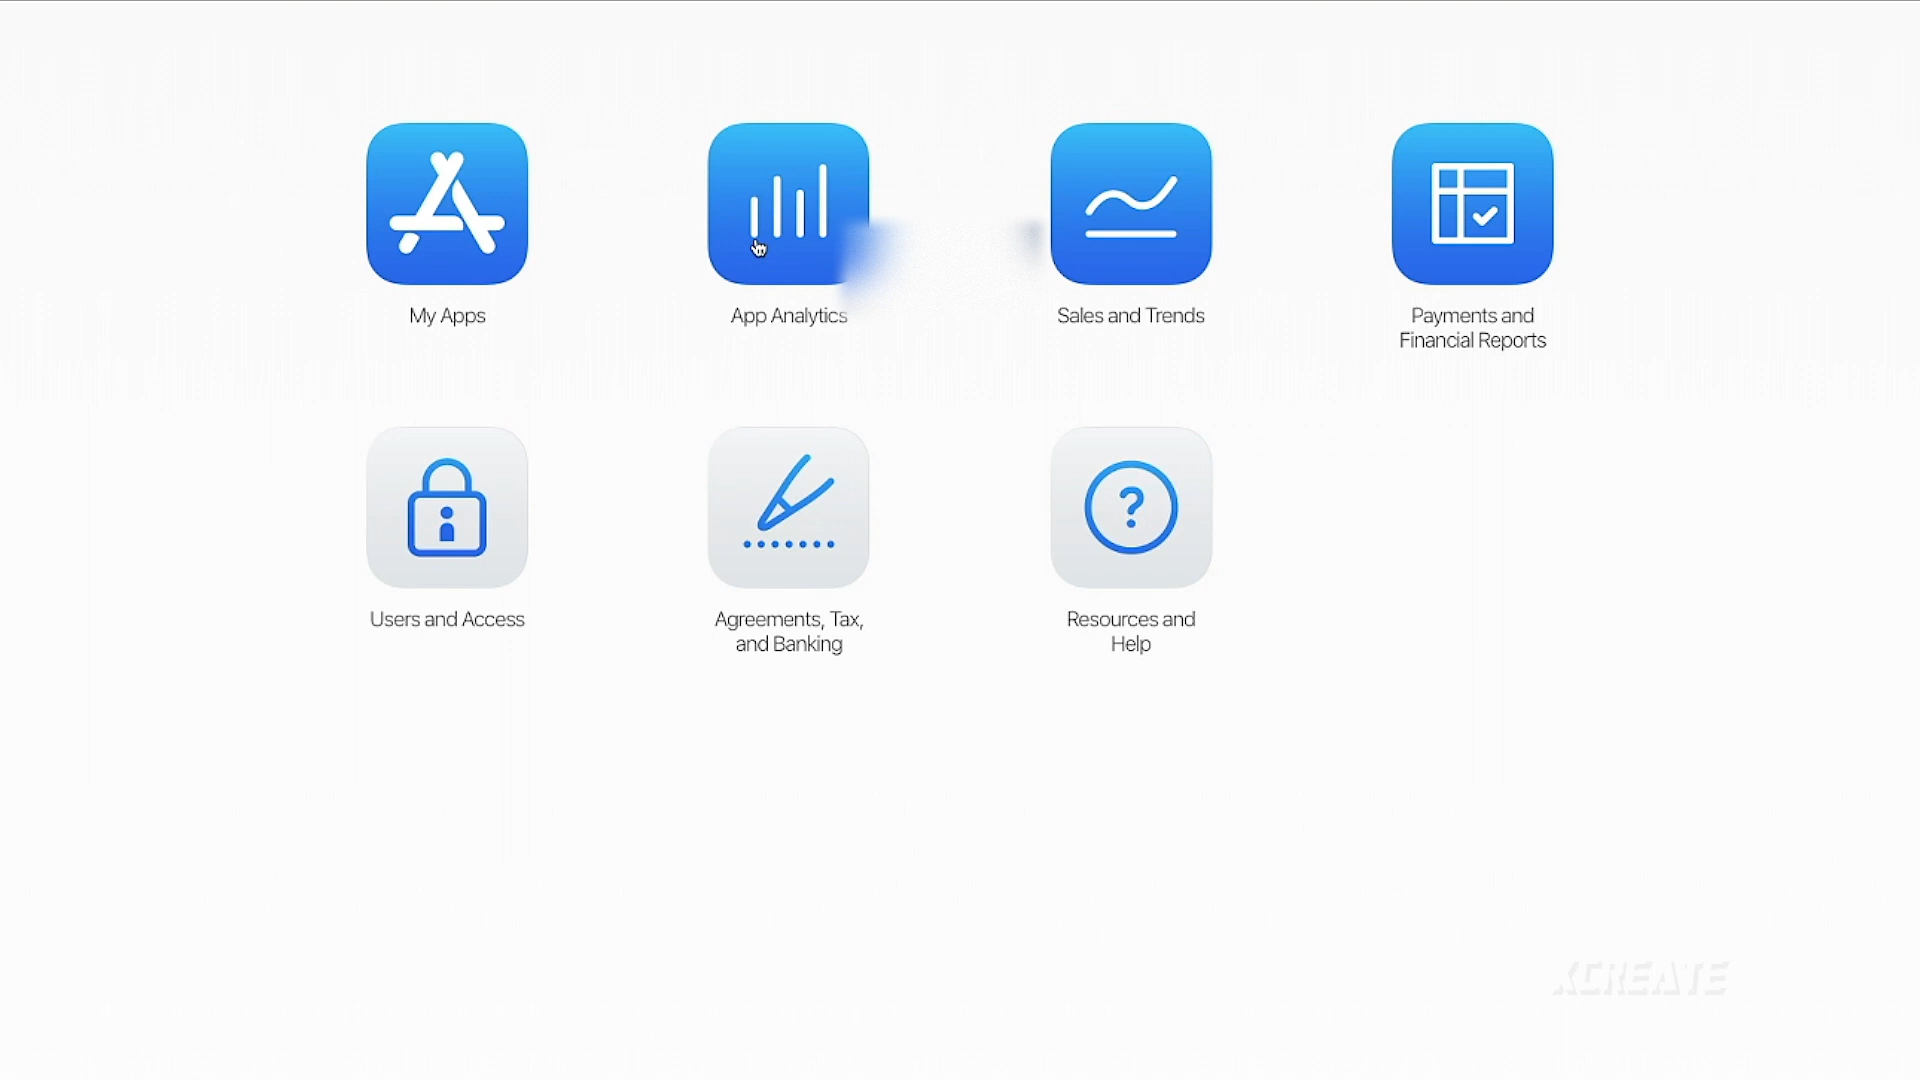 My Apps
App Analytics
Sales and Trends
Payments and
Financial Reports
Users and Access
Agreements, Tax,
and Banking
Resources and
Help
XCREATE